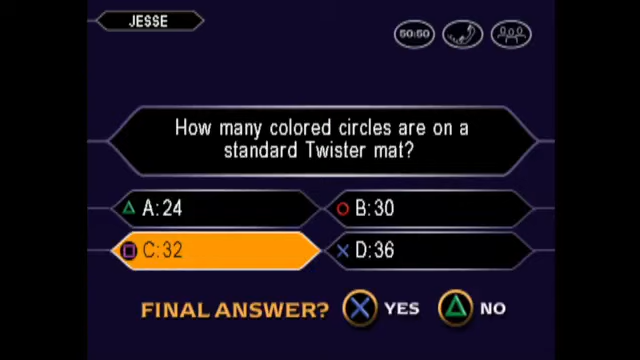 JESSE
50:50
How many colored circles are on a
standard Twister mat?
A:24
B:30
C:32
D:36
FINAL ANSWER? YES NO